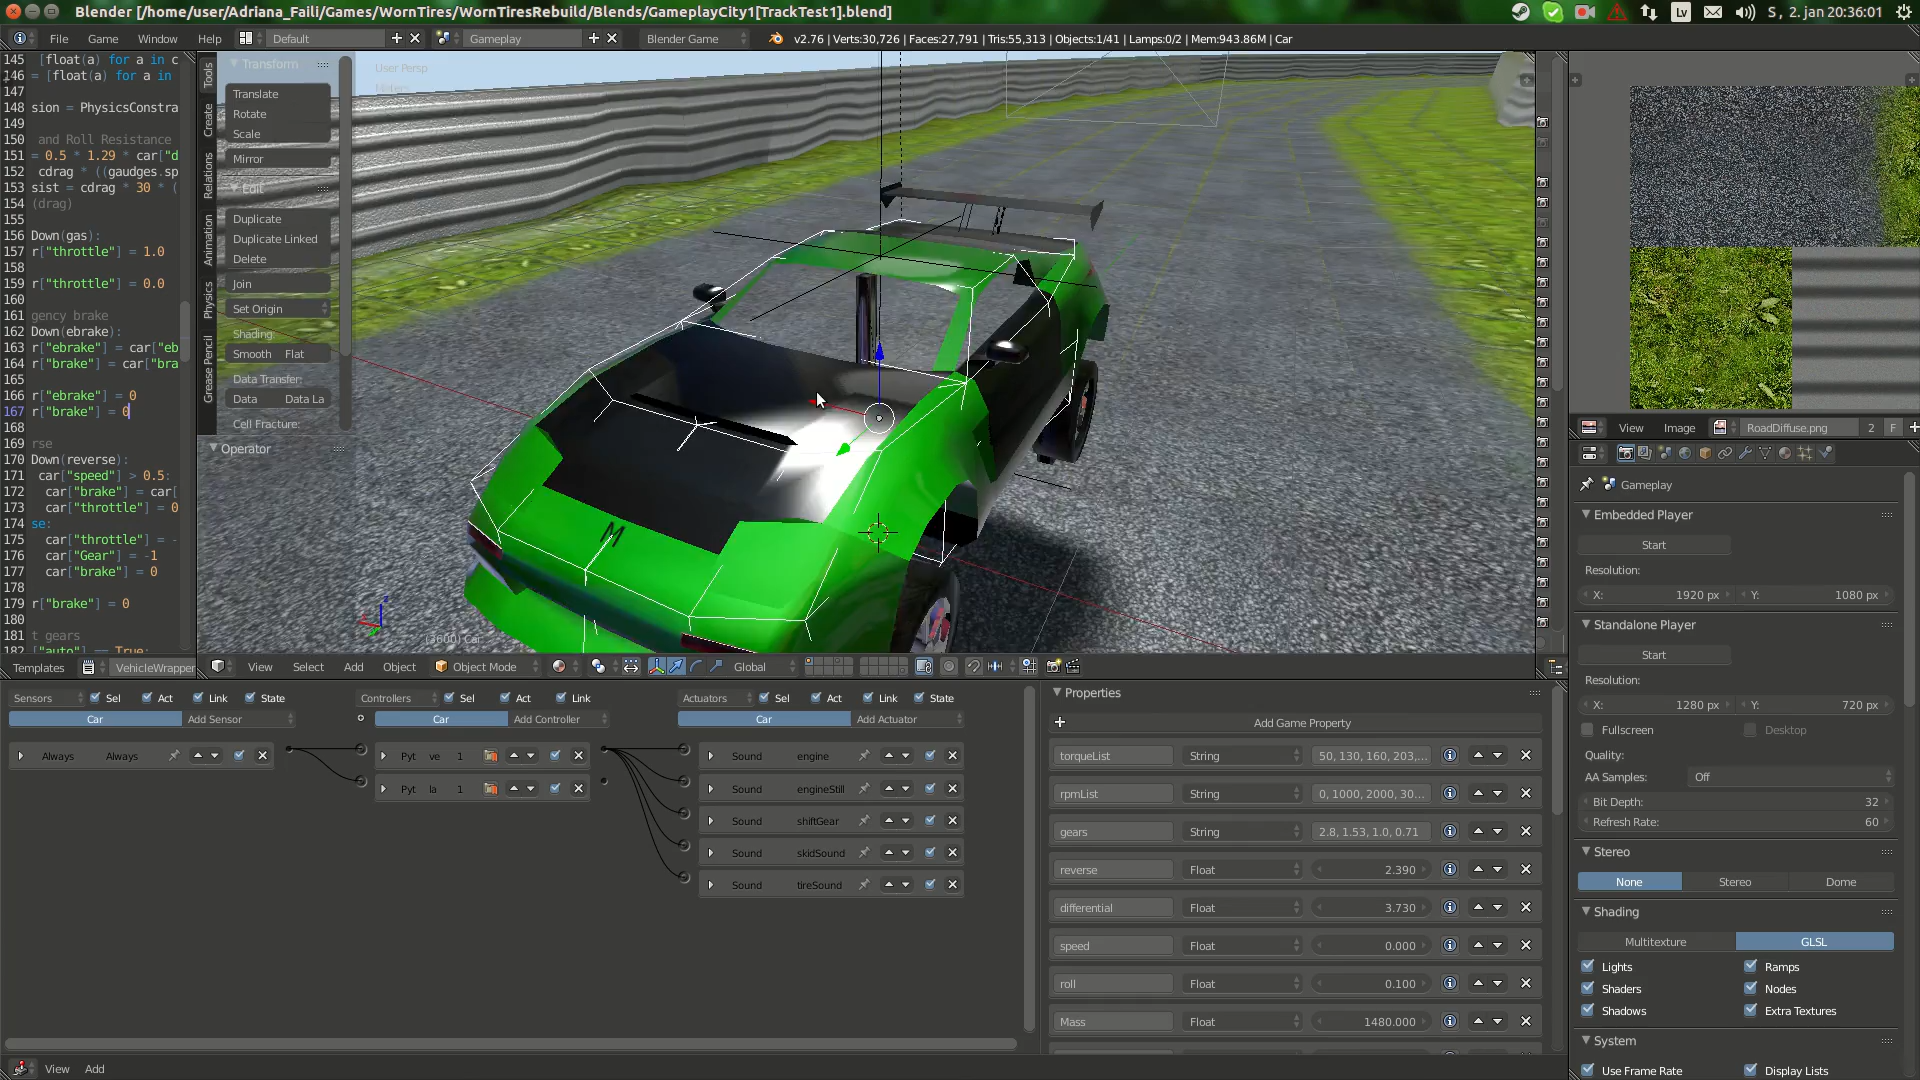 Blender [/home/user/Adriana_Faili/Games/WornTires/WornTiresRebuild/Blends/GameplayCity1[TrackTest1].blend]
Lv S , 2. jan 20:36:01
File Game Window Help Default Gameplay Blender Game v2.76 | Verts:30,726 | Faces:27,791 | Tris:55,313 | Objects:1/41 | Lamps:0/2 | Mem:943.86M | Car
145 [float(a) for a in c
146 = [float(a) for a in
147
148 sion = PhysicsConstra
149
150 and Roll Resistance
151 = 0.5 * 1.29 * car["d
152 cdrag * ((gaudges.sp
153 sist = cdrag * 30 * (
154 (drag)
155
156 Down(gas):
157 r["throttle"] = 1.0
158
159 r["throttle"] = 0.0
160
161 gency brake
162 Down(ebrake):
163 r["ebrake"] = car["eb
164 r["brake"] = car["bra
165
166 r["ebrake"] = 0
167 r["brake"] = 0
168
169 rse
170 Down(reverse):
171 car["speed"] > 0.5:
172 car["brake"] = car[
173 car["throttle"] = 0
174 se:
175 car["throttle"] = -
176 car["Gear"] = -1
177 car["brake"] = 0
178
179 r["brake"] = 0
180
181 t gears
182 ["auto"] == True:
Templates VehicleWrapper
Tools
Create
Relations
Animation
Physics
Grease Pencil
Transform
Translate
Rotate
Scale
Mirror
Edit
Duplicate
Duplicate Linked
Delete
Join
Set Origin
Shading:
Smooth Flat
Data Transfer:
Data Data La
Cell Fracture:
Operator
User Persp
Meters
M
(3600) Car
View Select Add Object Object Mode Global
View Image RoadDiffuse.png 2 F
Sensors Sel Act Link State
Car Add Sensor
Always Always
Controllers Sel Act Link
Car Add Controller
Pyt ve 1
Pyt la 1
Actuators Sel Act Link State
Car Add Actuator
Sound engine
Sound engineStill
Sound shiftGear
Sound skidSound
Sound tireSound
View Add
Properties
Add Game Property
torqueList String 50, 130, 160, 203,...
rpmList String 0, 1000, 2000, 30...
gears String 2.8, 1.53, 1.0, 0.71
reverse Float 2.390
differential Float 3.730
speed Float 0.000
roll Float 0.100
Mass Float 1480.000
Gameplay
Embedded Player
Start
Resolution:
X: 1920 px Y: 1080 px
Standalone Player
Start
Resolution:
X: 1280 px Y: 720 px
Fullscreen Desktop
Quality:
AA Samples: Off
Bit Depth: 32
Refresh Rate: 60
Stereo
None Stereo Dome
Shading
Multitexture GLSL
Lights Ramps
Shaders Nodes
Shadows Extra Textures
System
Use Frame Rate Display Lists